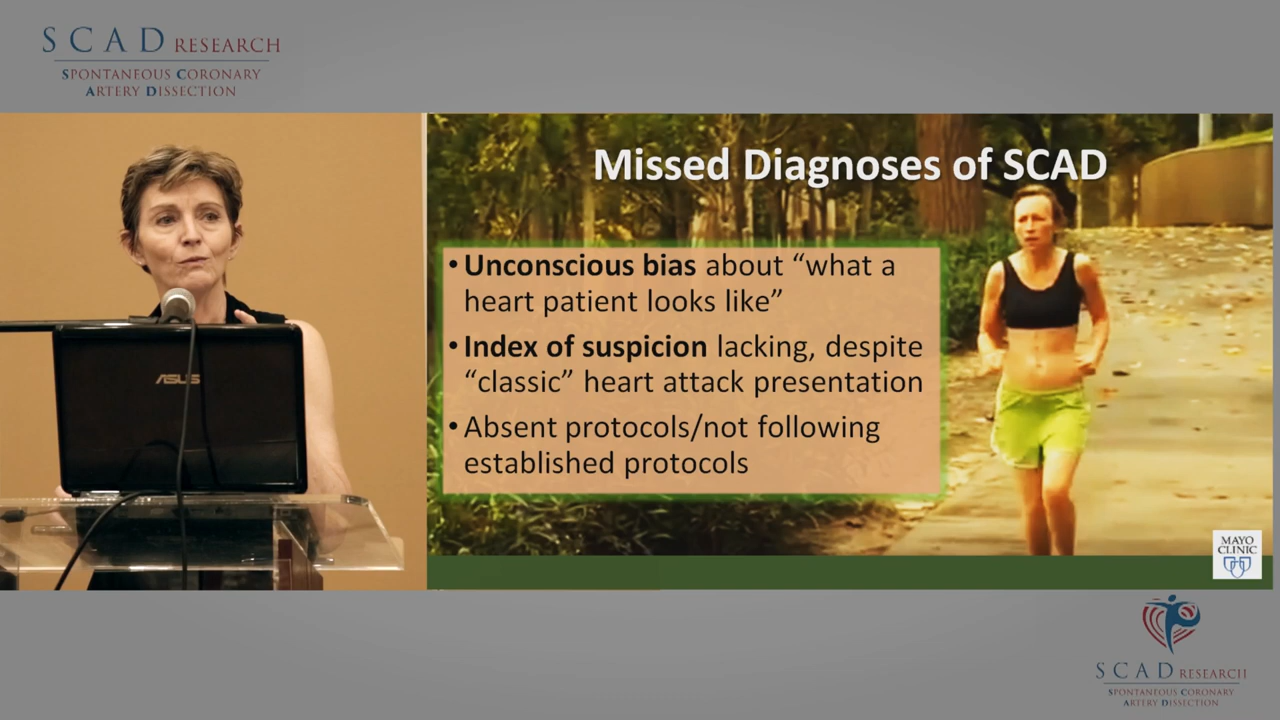 SCAD RESEARCH
SPONTANEOUS CORONARY
ARTERY DISSECTION
ASUS
Missed Diagnoses of SCAD
• Unconscious bias about “what a
heart patient looks like”
• Index of suspicion lacking, despite
“classic” heart attack presentation
• Absent protocols/not following
established protocols
MAYO
CLINIC
SCAD RESEARCH
SPONTANEOUS CORONARY
ARTERY DISSECTION